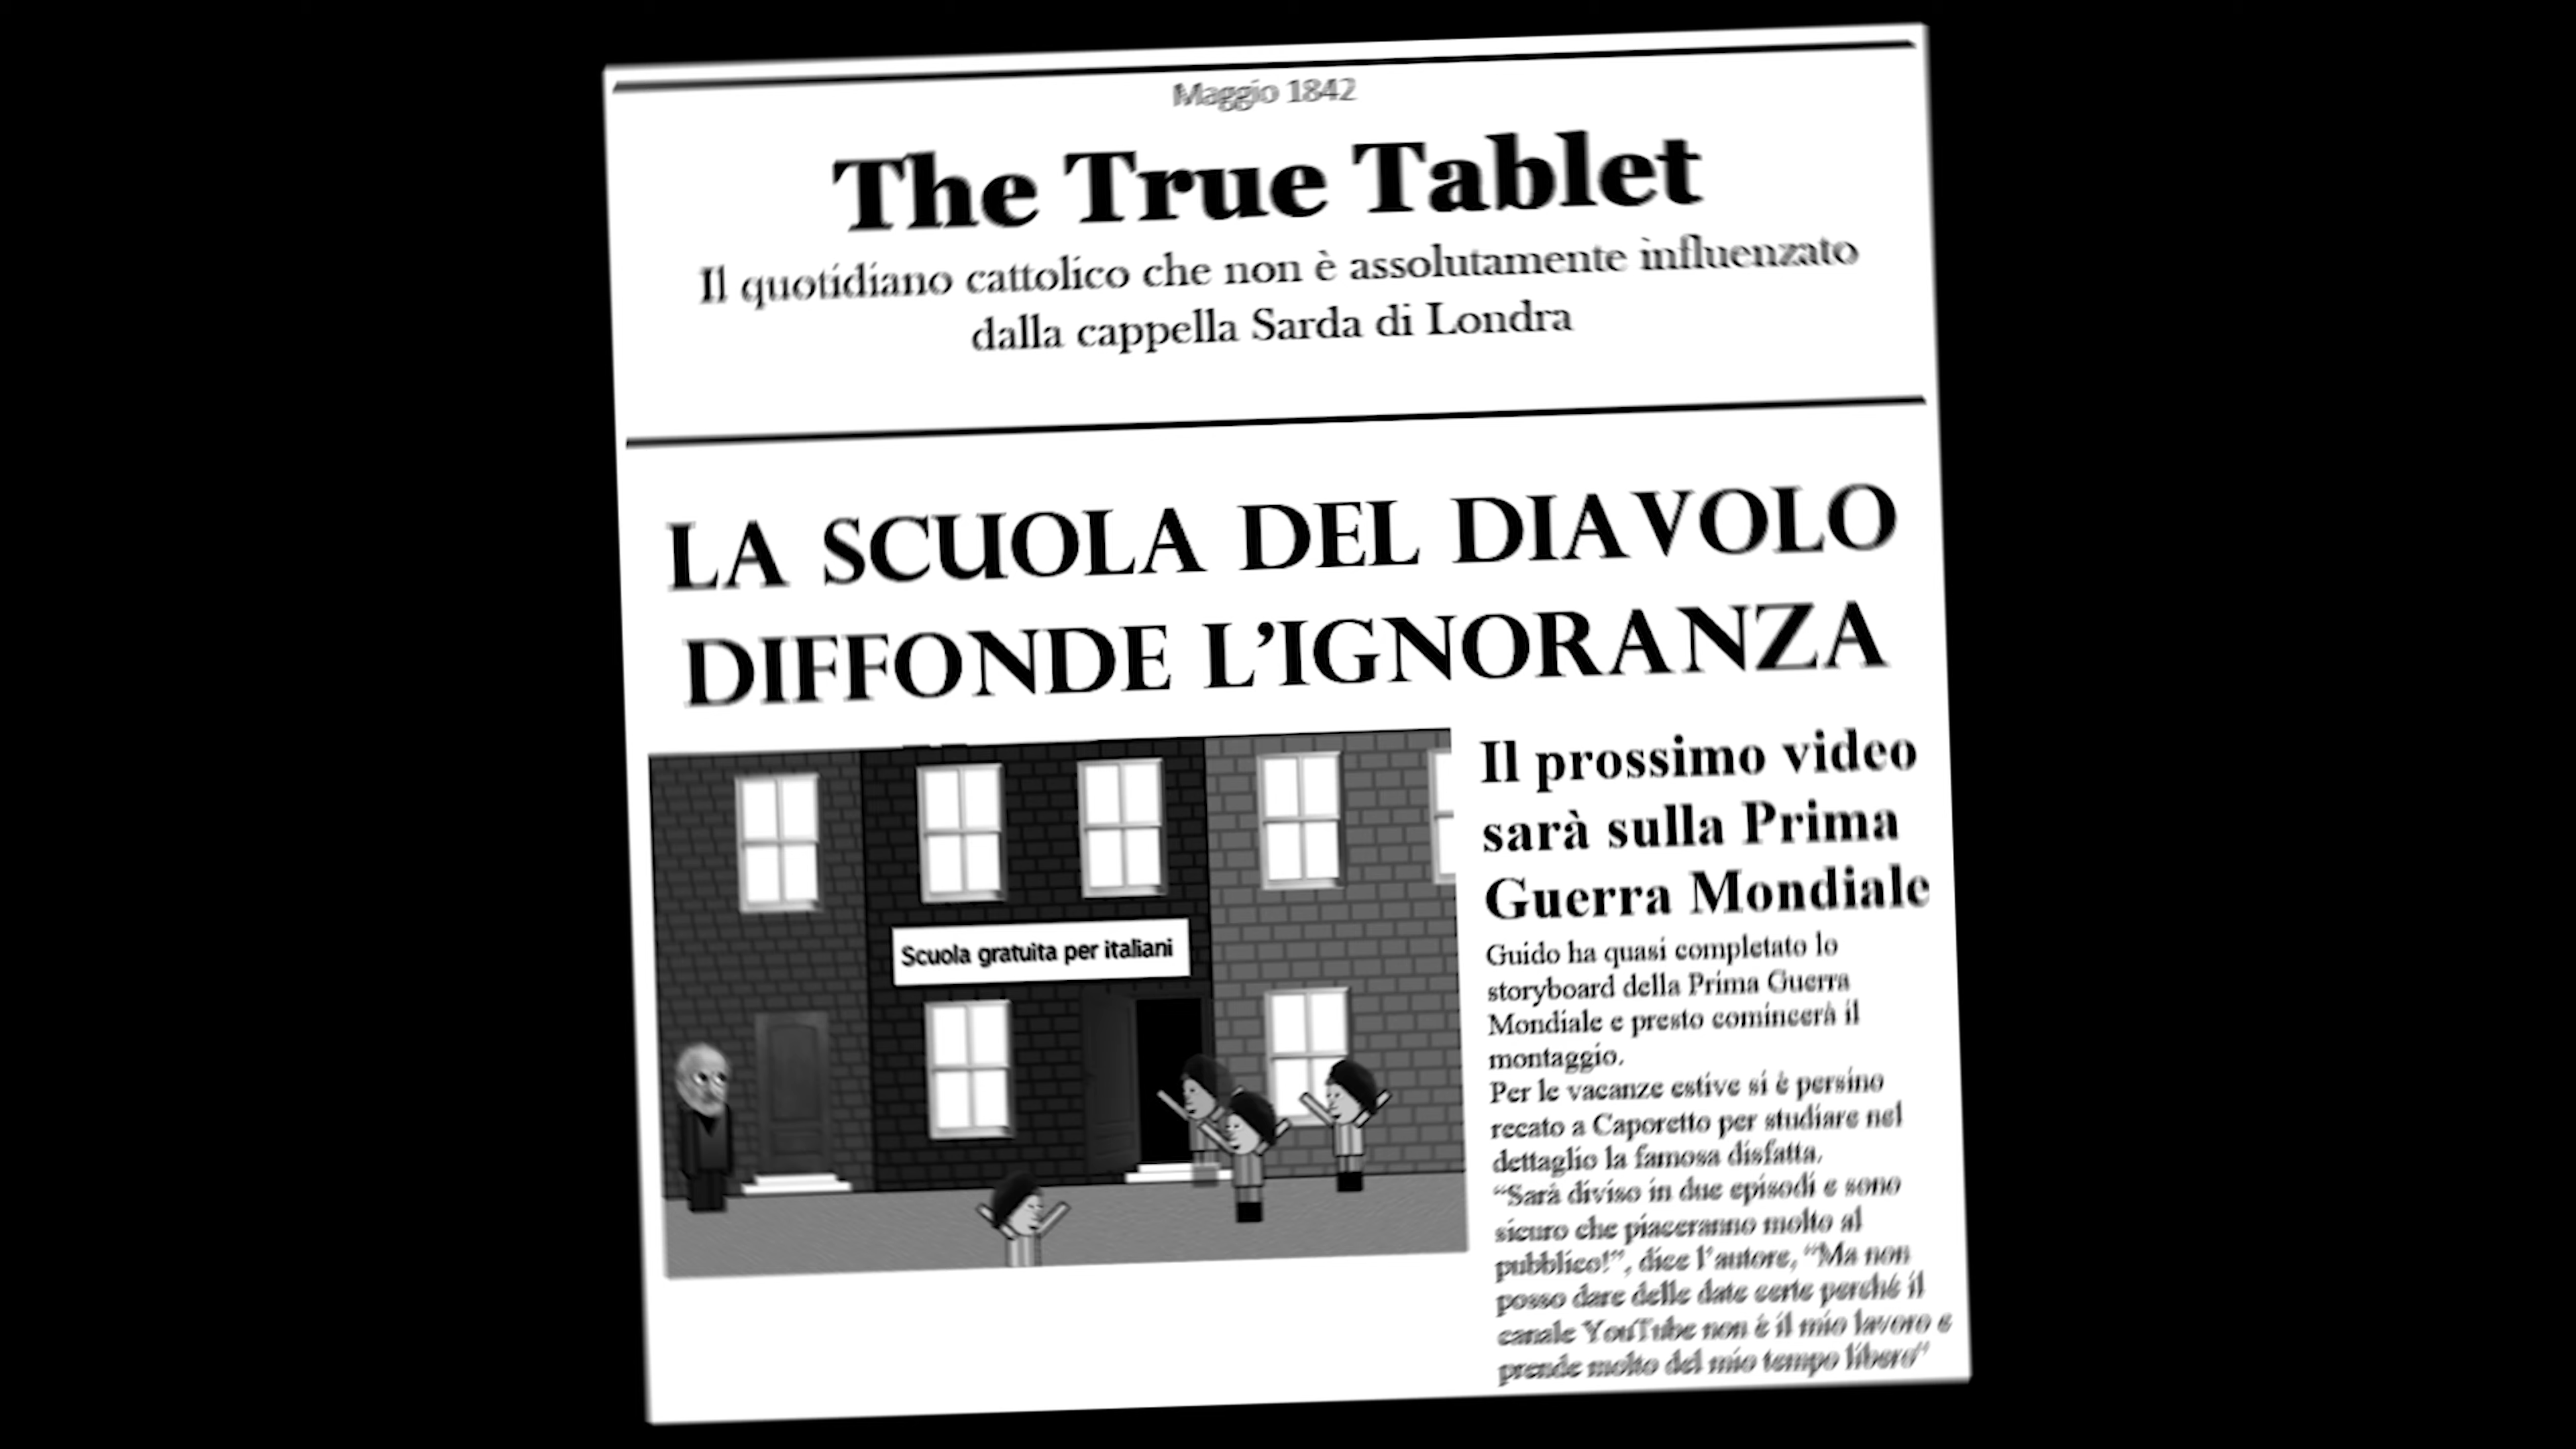 Maggio 1842
The True Tablet
Il quotidiano cattolico che non è assolutamente influenzato
dalla cappella Sarda di Londra
LA SCUOLA DEL DIAVOLO
DIFFONDE L'IGNORANZA
Scuola gratuita per italiani
Il prossimo video
sarà sulla Prima
Guerra Mondiale
Guido ha quasi completato lo
storyboard della Prima Guerra
Mondiale e presto comincerà il
montaggio.
Per le vacanze estive si è persino
recato a Caporetto per studiare nel
dettaglio la famosa disfatta.
“Sarà diviso in due episodi e sono
sicuro che piaceranno molto al
pubblico!”, dice l’autore, “Ma non
posso dare delle date certe perché il
canale YouTube non è il mio lavoro e
prende molto del mio tempo libero”